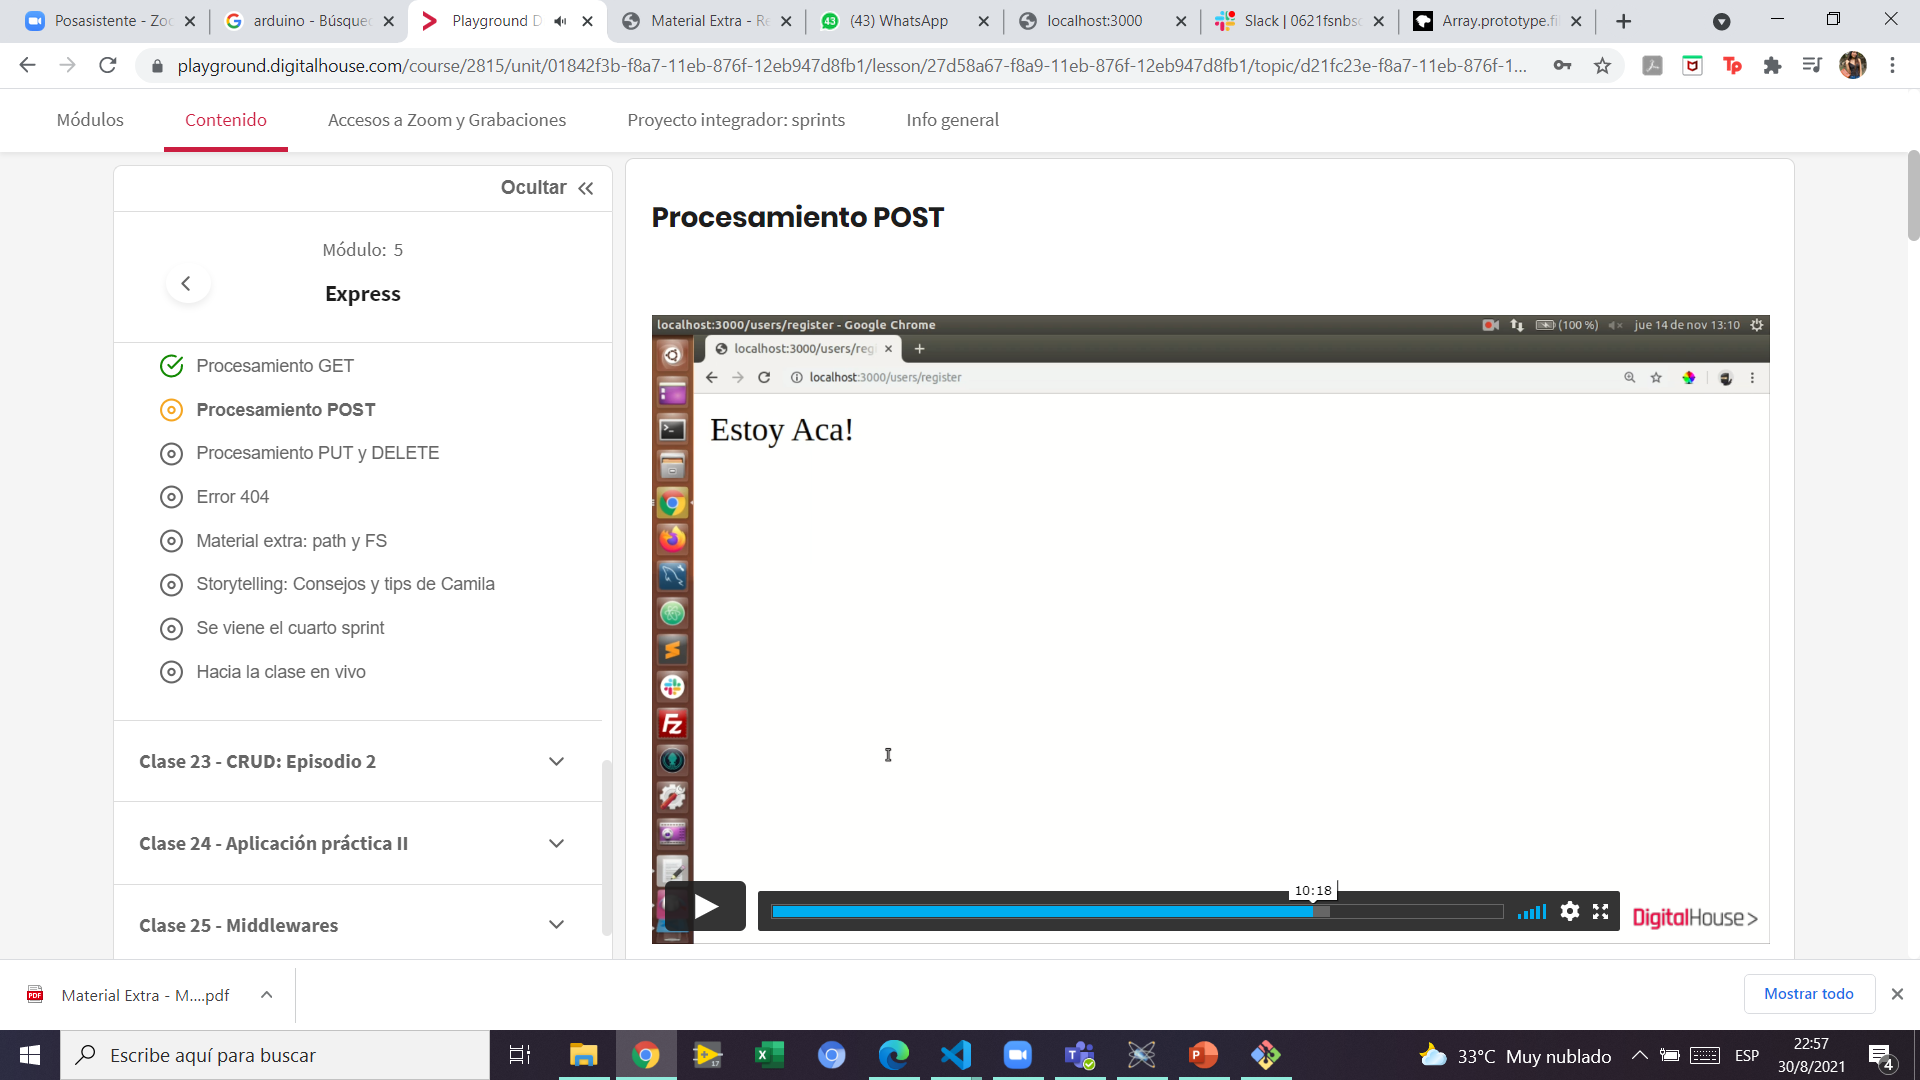 Posasistente - Zoo
arduino - Búsqued
Playground D
Material Extra - Re
(43) WhatsApp
localhost:3000
Slack | 0621fsnbsc
Array.prototype.fil
playground.digitalhouse.com/course/2815/unit/01842f3b-f8a7-11eb-876f-12eb947d8fb1/lesson/27d58a67-f8a9-11eb-876f-12eb947d8fb1/topic/d21fc23e-f8a7-11eb-876f-1...
Módulos
Contenido
Accesos a Zoom y Grabaciones
Proyecto integrador: sprints
Info general
Ocultar
Módulo: 5
Express
Procesamiento GET
Procesamiento POST
Procesamiento PUT y DELETE
Error 404
Material extra: path y FS
Storytelling: Consejos y tips de Camila
Se viene el cuarto sprint
Hacia la clase en vivo
Clase 23 - CRUD: Episodio 2
Clase 24 - Aplicación práctica II
Clase 25 - Middlewares
Procesamiento POST
localhost:3000/users/register - Google Chrome
(100 %)
jue 14 de nov 13:10
localhost:3000/users/reg
localhost:3000/users/register
Estoy Aca!
10:18
DigitalHouse>
Material Extra - M....pdf
Mostrar todo
Escribe aquí para buscar
33°C Muy nublado
ESP
22:57
30/8/2021
4